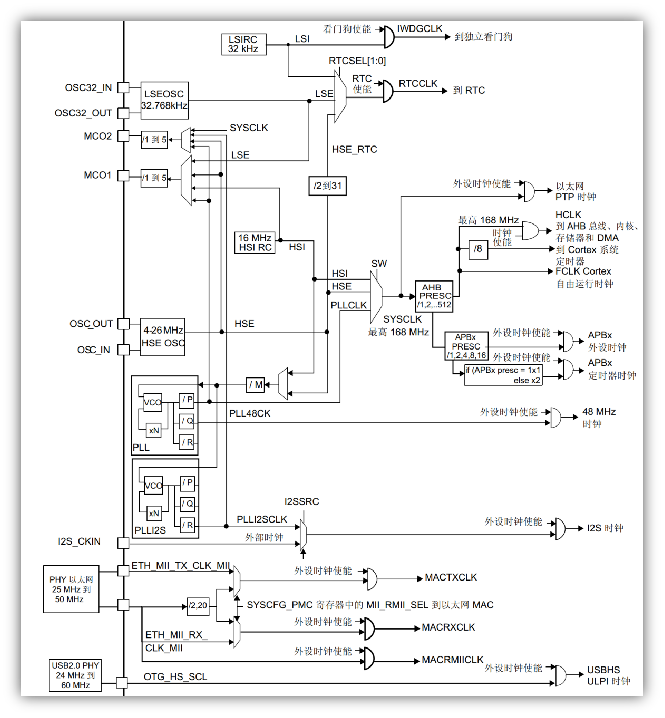 LSIRC
32 kHz
LSI
看门狗使能
IWDGCLK
到独立看门狗
RTCSEL[1:0]
OSC32_IN
LSEOSC
32.768kHz
LSE
RTC
使能
RTCCLK
到 RTC
OSC32_OUT
MCO2
/1 到 5
SYSCLK
HSE_RTC
LSE
MCO1
/1 到 5
/2到31
外设时钟使能
以太网
PTP 时钟
16 MHz
HSI RC
HSI
最高 168 MHz
时钟
使能
HCLK
到 AHB 总线、内核、
存储器和 DMA
SW
/8
到 Cortex 系统
定时器
HSI
HSE
PLLCLK
AHB
PRESC
/1,2...512
FCLK Cortex
自由运行时钟
SYSCLK
最高 168 MHz
OSC_OUT
4-26MHz
HSE OSC
HSE
OSC_IN
APBx
PRESC
/1,2,4,8,16
外设时钟使能
APBx
外设时钟
外设时钟使能
if (APBx presc = 1x1
else x2
APBx
定时器时钟
/ M
VCO
/ P
xN
/ Q
/ R
PLL
PLL48CK
外设时钟使能
48 MHz
时钟
VCO
/ P
xN
/ Q
/ R
PLLI2S
I2SSRC
PLLI2SCLK
外部时钟
外设时钟使能
I2S 时钟
I2S_CKIN
ETH_MII_TX_CLK_MII
PHY 以太网
25 MHz 到
50 MHz
外设时钟使能
MACTXCLK
/2,20
SYSCFG_PMC 寄存器中的 MII_RMII_SEL 到以太网 MAC
外设时钟使能
MACRXCLK
ETH_MII_RX_
CLK_MII
外设时钟使能
MACRMIICLK
USB2.0 PHY
24 MHz 到
60 MHz
OTG_HS_SCL
外设时钟使能
USBHS
ULPI 时钟